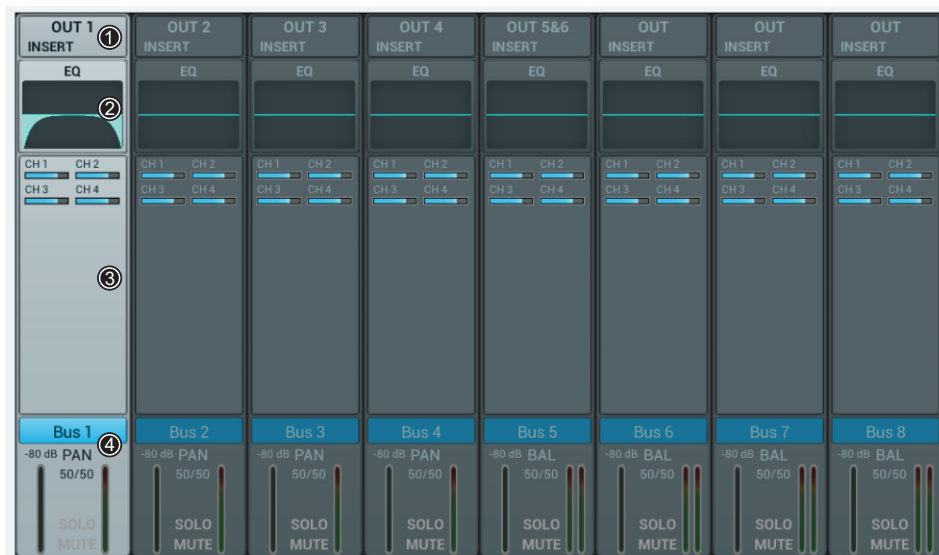 OUT 1 ① OUT 2 OUT 3 OUT 4 OUT 5&6 OUT OUT OUT
INSERT INSERT INSERT INSERT INSERT INSERT INSERT INSERT
EQ EQ EQ EQ EQ EQ EQ EQ
②
CH 1 CH 2 CH 1 CH 2 CH 1 CH 2 CH 1 CH 2 CH 1 CH 2 CH 1 CH 2 CH 1 CH 2 CH 1 CH 2
CH 3 CH 4 CH 3 CH 4 CH 3 CH 4 CH 3 CH 4 CH 3 CH 4 CH 3 CH 4 CH 3 CH 4 CH 3 CH 4
③
Bus 1 ④ Bus 2 Bus 3 Bus 4 Bus 5 Bus 6 Bus 7 Bus 8
-80 dB PAN -80 dB PAN -80 dB PAN -80 dB PAN -80 dB BAL -80 dB BAL -80 dB BAL -80 dB BAL
50/50 50/50 50/50 50/50 50/50 50/50 50/50 50/50
SOLO SOLO SOLO SOLO SOLO SOLO SOLO SOLO
MUTE MUTE MUTE MUTE MUTE MUTE MUTE MUTE